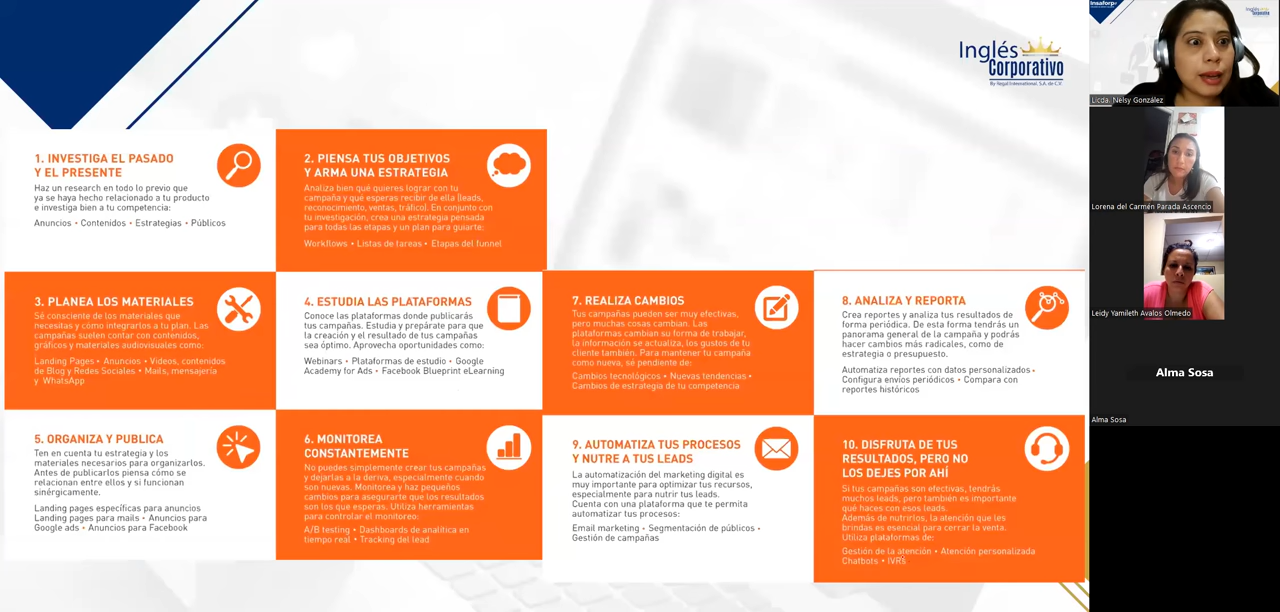 Inglés
Corporativo
By Regal International, S.A. de C.V.
1. INVESTIGA EL PASADO
Y EL PRESENTE
Haz un research en todo lo previo que
ya se haya hecho relacionado a tu producto
e investiga bien a tu competencia:
Anuncios • Contenidos • Estrategias • Públicos
2. PIENSA TUS OBJETIVOS
Y ARMA UNA ESTRATEGIA
Analiza bien qué quieres lograr con tu
campaña y qué esperas recibir de ella (leads,
reconocimiento, ventas, tráfico). En conjunto con
tu investigación, crea una estrategia pensada
para todas las etapas y un plan para guiarte:
Workflows • Listas de tareas • Etapas del funnel
3. PLANEA LOS MATERIALES
Sé consciente de los materiales que
necesitas y cómo integrarlos a tu plan. Las
campañas suelen contar con contenidos,
gráficos y materiales audiovisuales como:
Landing Pages • Anuncios • Videos, contenidos
de Blog y Redes Sociales • Mails, mensajería
y WhatsApp
4. ESTUDIA LAS PLATAFORMAS
Conoce las plataformas donde publicarás
tus campañas. Estudia y prepárate para que
la creación y el resultado de tus campañas
sea óptimo. Aprovecha oportunidades como:
Webinars • Plataformas de estudio • Google
Academy for Ads • Facebook Blueprint eLearning
5. ORGANIZA Y PUBLICA
Ten en cuenta tu estrategia y los
materiales necesarios para organizarlos.
Antes de publicarlos piensa cómo se
relacionan entre ellos y si funcionan
sinérgicamente.
Landing pages específicas para anuncios
Landing pages para mails • Anuncios para
Google ads • Anuncios para Facebook
6. MONITOREA
CONSTANTEMENTE
No puedes simplemente crear tus campañas
y dejarlas a la deriva, especialmente cuando
son nuevas. Monitorea y haz pequeños
cambios para asegurarte que los resultados
son los que esperas. Utiliza herramientas
para controlar el monitoreo:
A/B testing • Dashboards de analítica en
tiempo real • Tracking del lead
7. REALIZA CAMBIOS
Tus campañas pueden ser muy efectivas,
pero muchas cosas cambian. Las
plataformas cambian su forma de trabajar,
la información se actualiza, los gustos de tu
cliente también. Para mantener tu campaña
como nueva, sé pendiente de:
Cambios tecnológicos • Nuevas tendencias •
Cambios de estrategia de tu competencia
8. ANALIZA Y REPORTA
Crea reportes y analiza tus resultados de
forma periódica. De esta forma tendrás un
panorama general de la campaña y podrás
hacer cambios más radicales, como de
estrategia o presupuesto.
Automatiza reportes con datos personalizados •
Configura envíos periódicos • Compara con
reportes históricos
9. AUTOMATIZA TUS PROCESOS
Y NUTRE A TUS LEADS
La automatización del marketing digital es
muy importante para optimizar tus recursos,
especialmente para nutrir tus leads.
Cuenta con una plataforma que te permita
automatizar tus procesos:
Email marketing • Segmentación de públicos •
Gestión de campañas
10. DISFRUTA DE TUS
RESULTADOS, PERO NO
LOS DEJES POR AHÍ
Si tus campañas son efectivas, tendrás
muchos leads, pero también es importante
qué haces con esos leads.
Además de nutrirlos, la atención que les
brindas es esencial para cerrar la venta.
Utiliza plataformas de:
Gestión de la atención • Atención personalizada
Chatbots • IVRs
Insaforp
Inglés
Corporativo
Licda. Nelsy González
Lorena del Carmén Parada Ascencio
Leidy Yamileth Avalos Olmedo
Alma Sosa
Alma Sosa